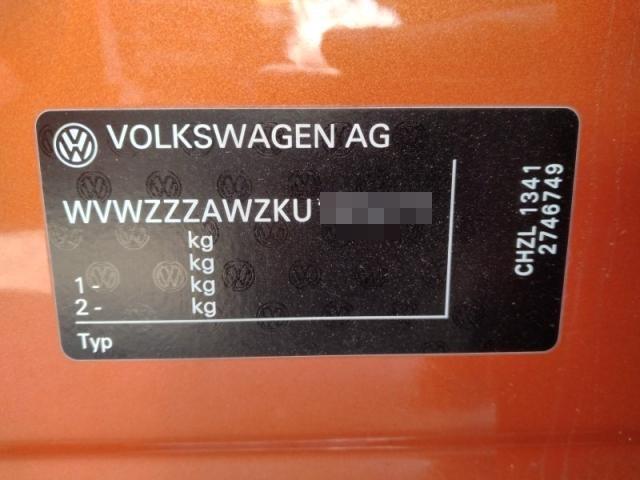 VOLKSWAGEN AG
WVWZZZAWZKU
kg
kg
1 - kg
2 - kg
Typ
CHZL 1341
2746749